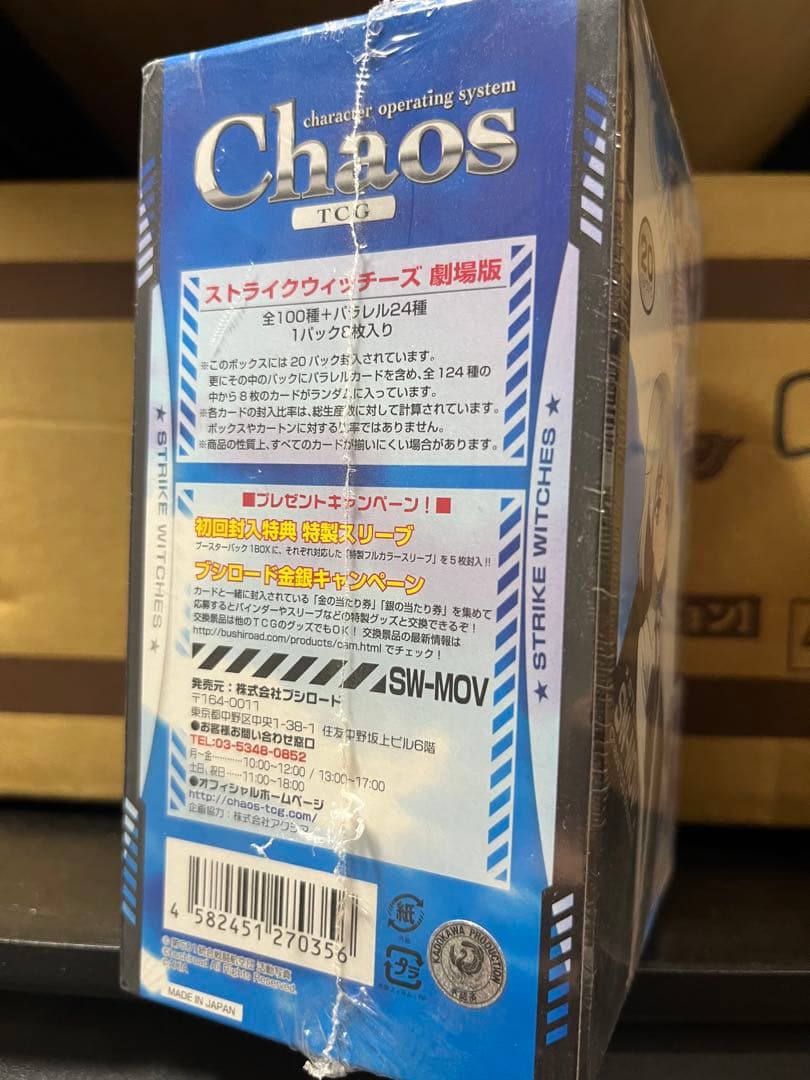 character operating system
Chaos
TCG
ストライクウィッチーズ 劇場版
全100種+パラレル24種
1パック8枚入り
※このボックスには20パック封入されています。
更にその中のパックにパラレルカードを含め、全124種の
中から8枚のカードがランダムに入っています。
※各カードの封入比率は、総生産数に対して計算されています。
ボックスやカートンに対する比率ではありません。
※商品の性質上、すべてのカードが揃いにくい場合があります。
★ STRIKE WITCHES ★
■プレゼントキャンペーン!■
初回封入特典 特製スリーブ
ブースターパック1BOXに、それぞれ対応した「特製フルカラースリーブ」を5枚封入!!
ブシロード金銀キャンペーン
カードと一緒に封入されている「金の当たり券」「銀の当たり券」を集めて
応募するとバインダーやスリーブなどの特製グッズと交換できるぞ!
交換景品は他のTCGのグッズでもOK! 交換景品の最新情報は
http://bushiroad.com/products/cam.html でチェック!
SW-MOV
発売元:株式会社ブシロード
〒164-0011
東京都中野区中央1-38-1 住友中野坂上ビル6階
●お客様お問い合わせ窓口
TEL:03-5348-0852
月~金…………10:00~12:00 / 13:00~17:00
土日、祝日……11:00~18:00
●オフィシャルホームページ
http://chaos-tcg.com/
企画協力:株式会社アクシア
★ STRIKE WITCHES ★
4 582451 270356
紙
外箱
プラ
KADOKAWA PRODUCTION
©第501統合戦闘航空団 活動写真
©bushiroad All Rights Reserved.
MADE IN JAPAN
20